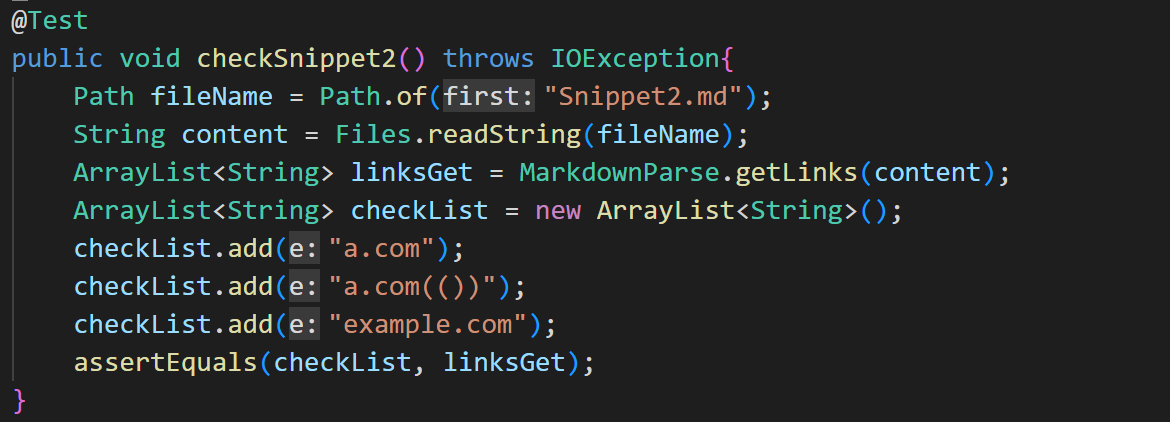 @Test
public void checkSnippet2() throws IOException{
    Path fileName = Path.of(first: "Snippet2.md");
    String content = Files.readString(fileName);
    ArrayList<String> linksGet = MarkdownParse.getLinks(content);
    ArrayList<String> checkList = new ArrayList<String>();
    checkList.add(e: "a.com");
    checkList.add(e: "a.com(())");
    checkList.add(e: "example.com");
    assertEquals(checkList, linksGet);
}